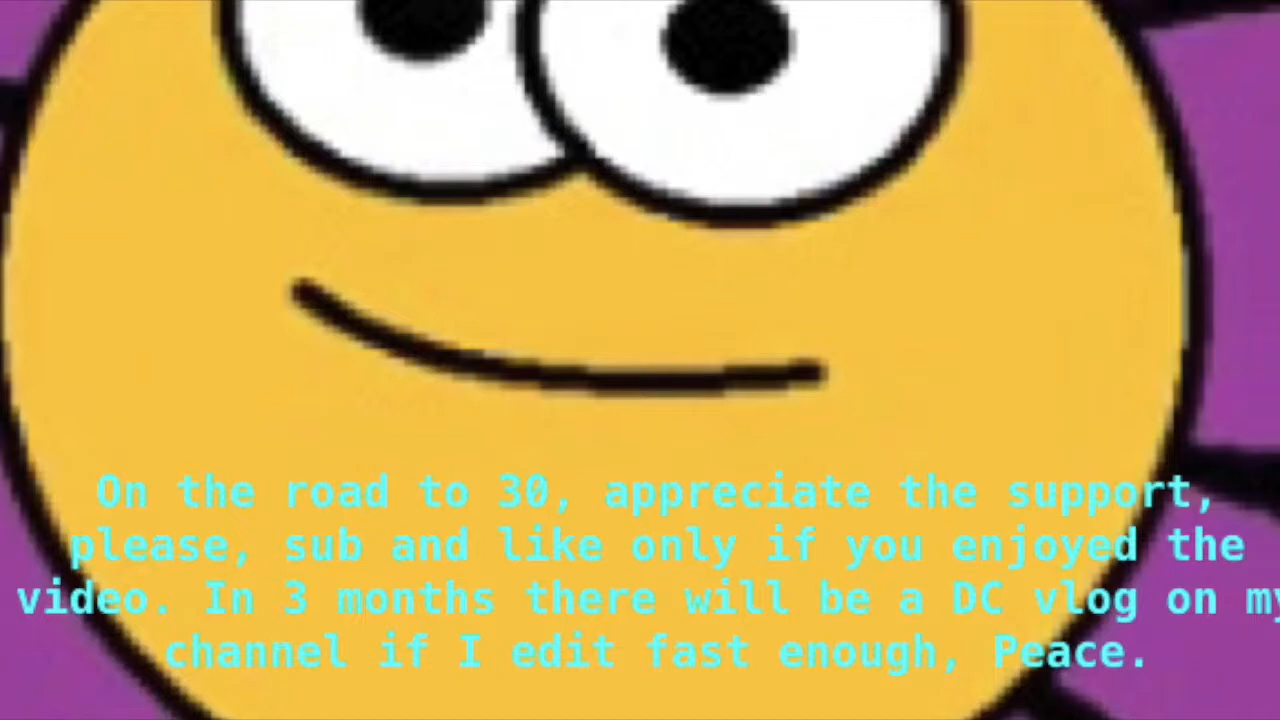 On the road to 30, appreciate the support,
please, sub and like only if you enjoyed the
video. In 3 months there will be a DC vlog on my
channel if I edit fast enough, Peace.